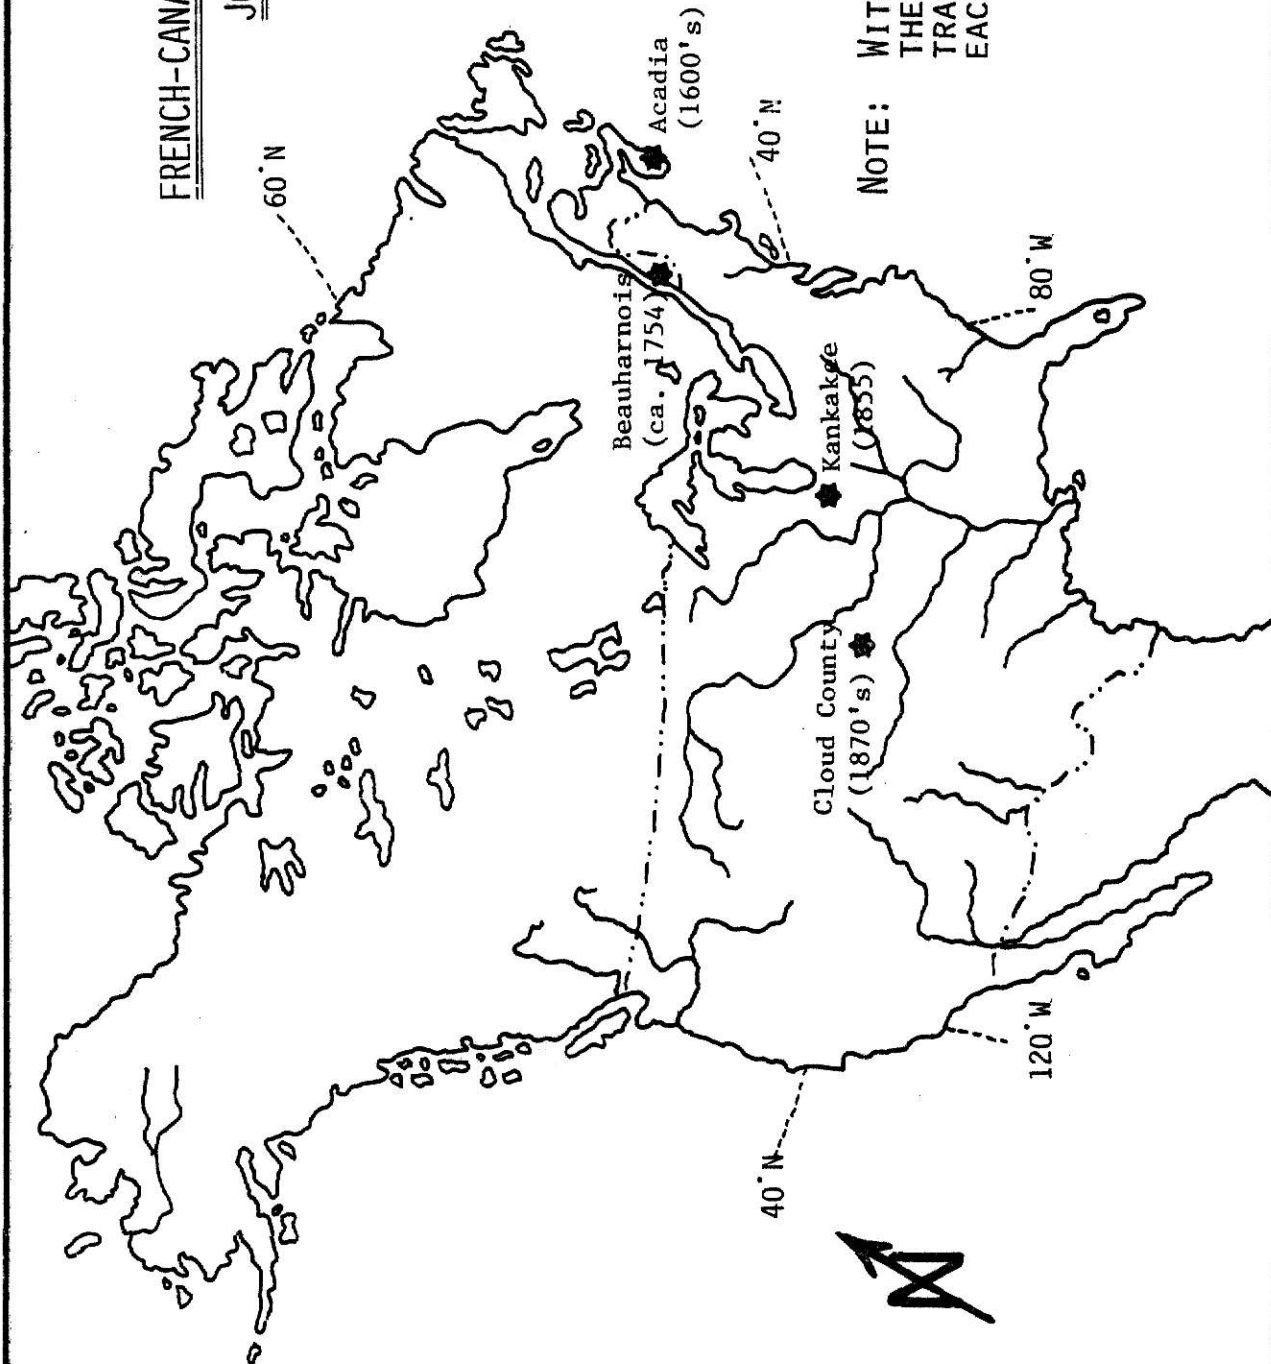 FRENCH-CANA
J
60°N
Beauharnois
(ca. 1754)
Acadia
(1600's)
40°N
Kankakee
(1855)
Cloud County
(1870's)
40°N
NOTE: WIT
THE
TRA
EAC
80°W
120°W
N